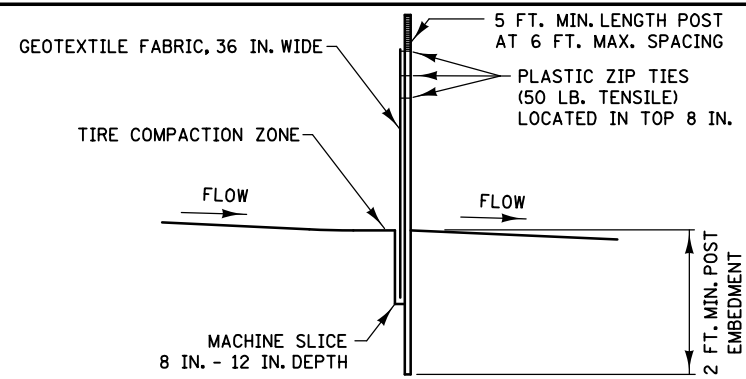 5 FT. MIN. LENGTH POST
AT 6 FT. MAX. SPACING
GEOTEXTILE FABRIC, 36 IN. WIDE
PLASTIC ZIP TIES
(50 LB. TENSILE)
LOCATED IN TOP 8 IN.
TIRE COMPACTION ZONE
FLOW
FLOW
2 FT. MIN. POST
EMBEDMENT
MACHINE SLICE
8 IN. - 12 IN. DEPTH